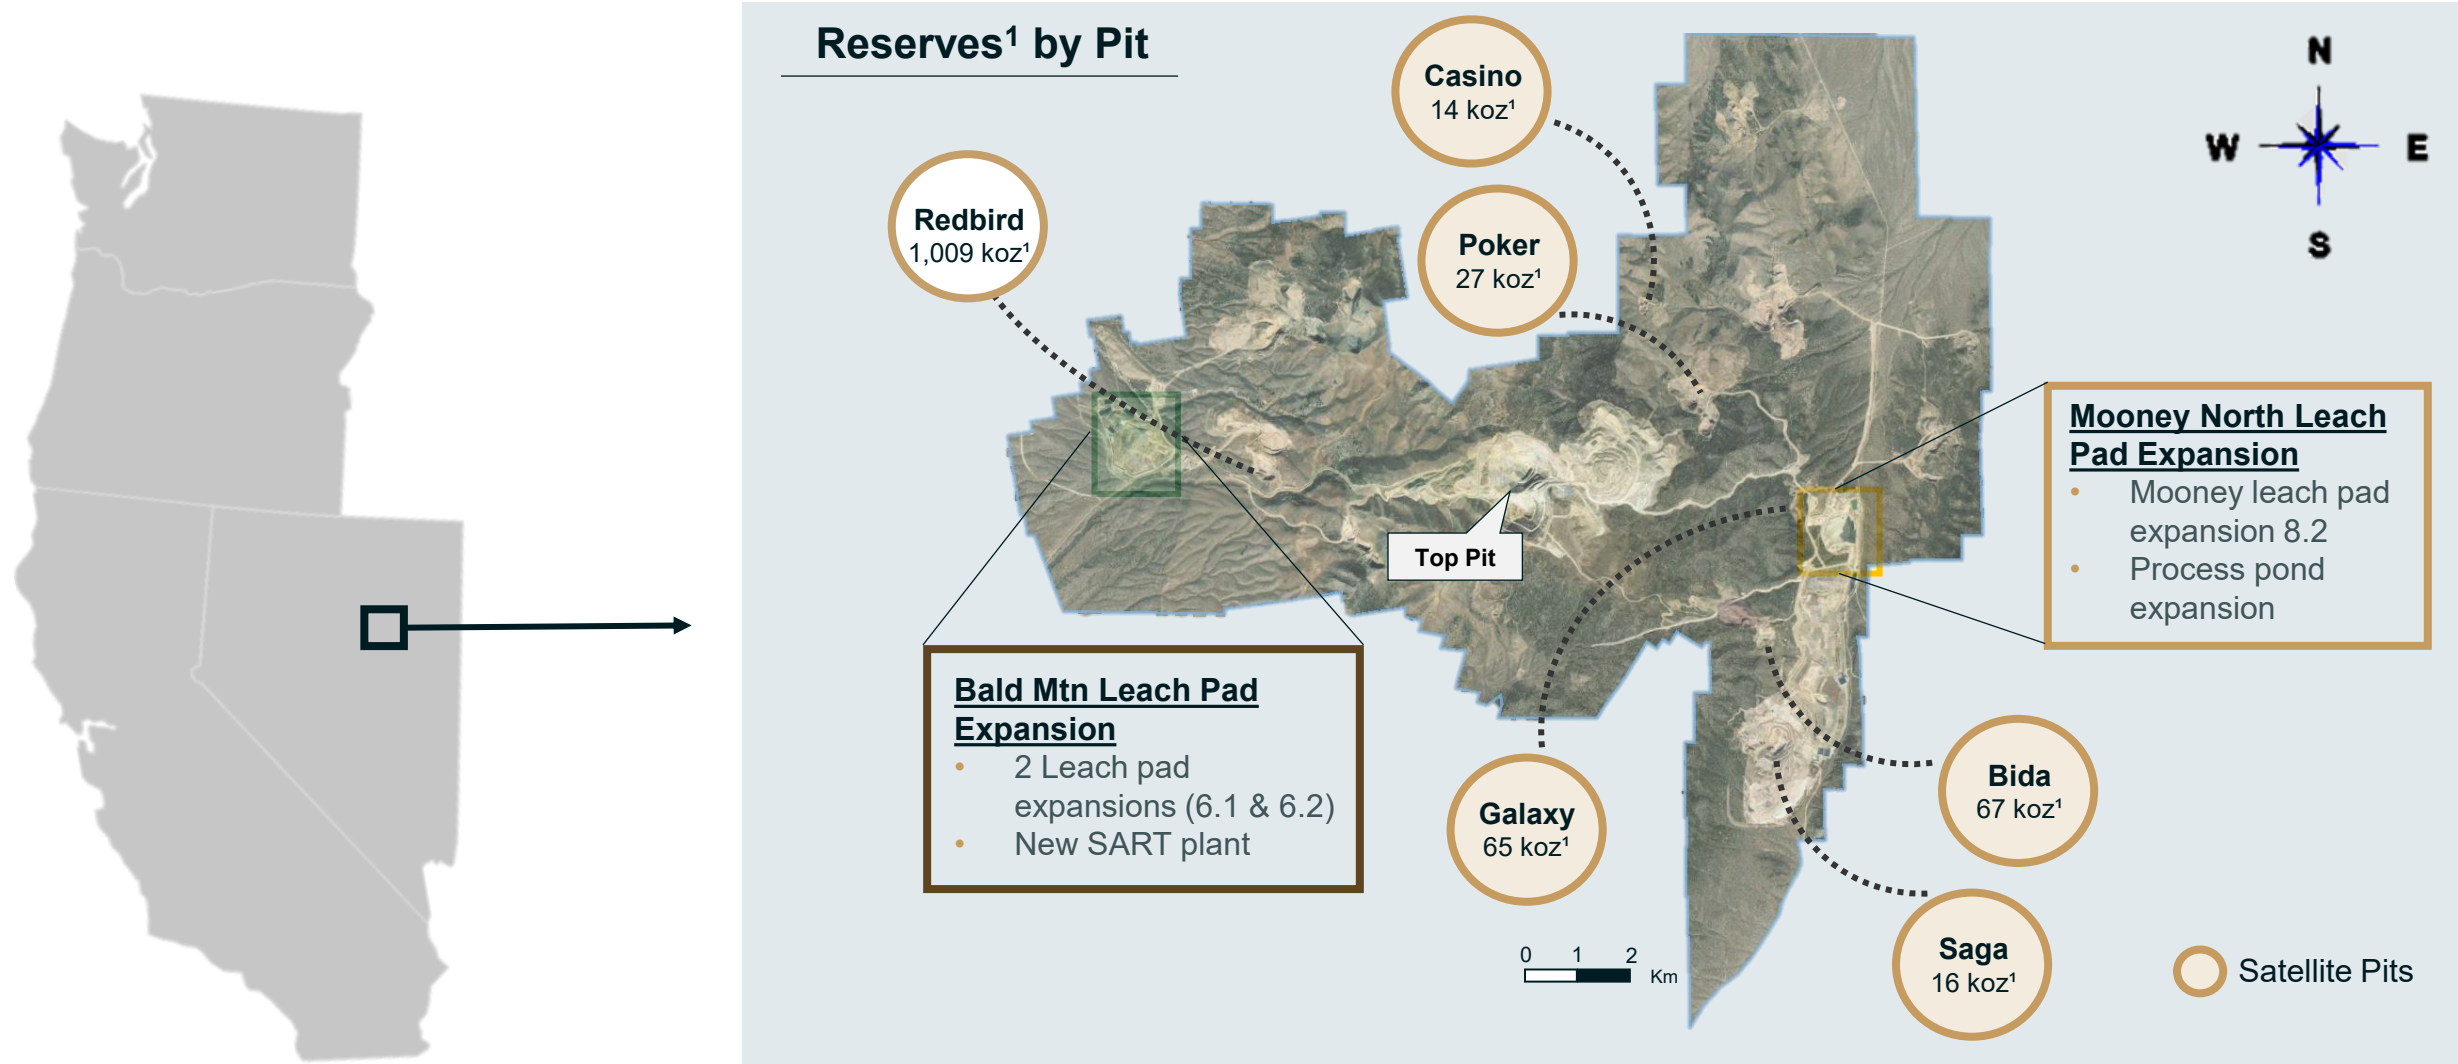 Reserves¹ by Pit
Casino
14 koz¹
N
W
E
S
Redbird
1,009 koz¹
Poker
27 koz¹
Mooney North Leach
Pad Expansion
• Mooney leach pad
expansion 8.2
• Process pond
expansion
Top Pit
Bald Mtn Leach Pad
Expansion
• 2 Leach pad
expansions (6.1 & 6.2)
• New SART plant
Galaxy
65 koz¹
Bida
67 koz¹
Saga
16 koz¹
0 1 2
Km
Satellite Pits